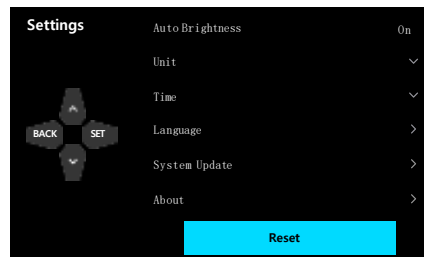 Settings
Auto Brightness On
Unit
Time
BACK SET
Language
System Update
About
Reset